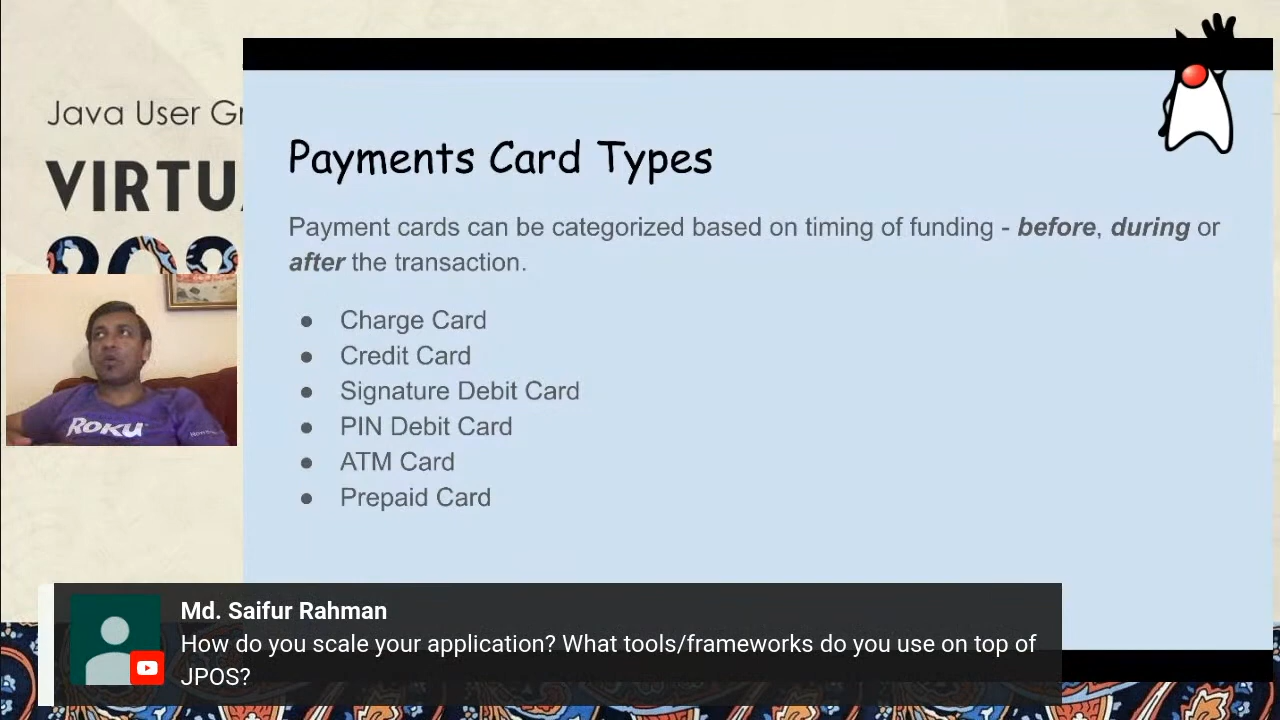 Java User Gr
VIRTUA
202
Payments Card Types
Payment cards can be categorized based on timing of funding - before, during or
after the transaction.
● Charge Card
● Credit Card
● Signature Debit Card
● PIN Debit Card
● ATM Card
● Prepaid Card
ROKU
Md. Saifur Rahman
How do you scale your application? What tools/frameworks do you use on top of
JPOS?